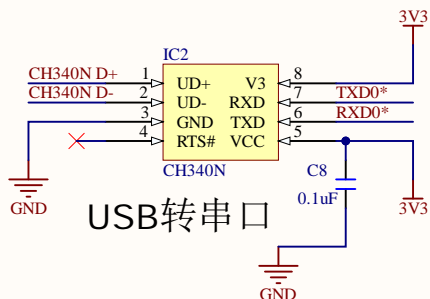 3V3
IC2
CH340N D+ 1 UD+ V3 8
CH340N D- 2 UD- RXD 7 TXD0*
3 GND TXD 6 RXD0*
4 RTS# VCC 5
CH340N
C8
0.1uF
GND
USB转串口
3V3
GND